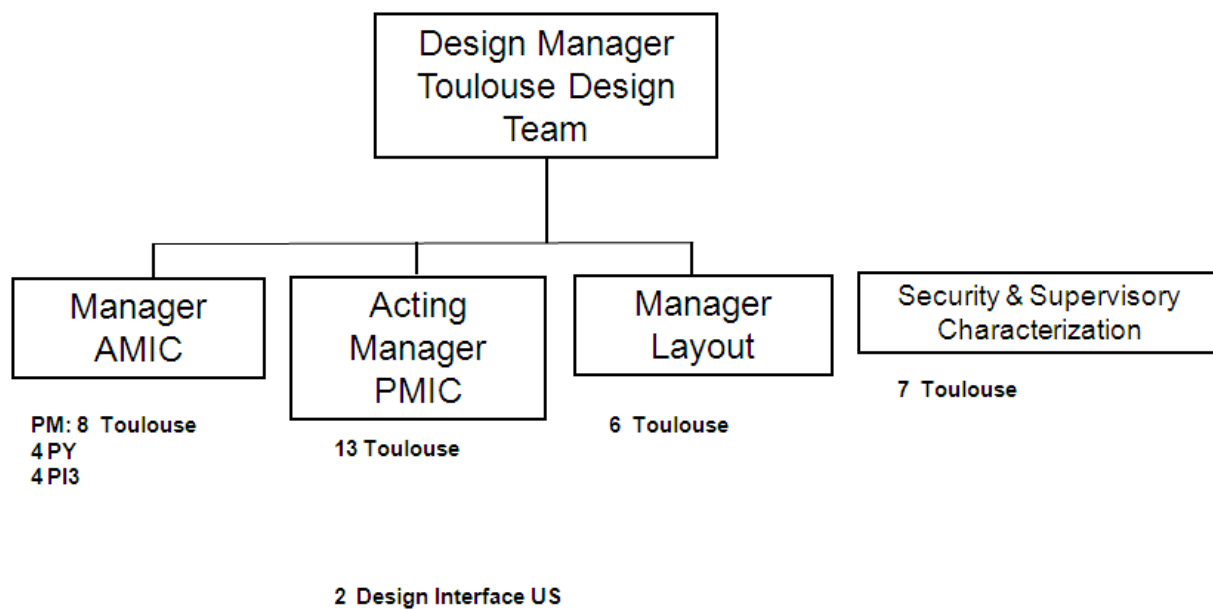 Design Manager
Toulouse Design
Team
Manager
AMIC
Acting
Manager
PMIC
Manager
Layout
Security & Supervisory
Characterization
PM: 8 Toulouse
4 PY
4 PI3
13 Toulouse
6 Toulouse
7 Toulouse
2 Design Interface US